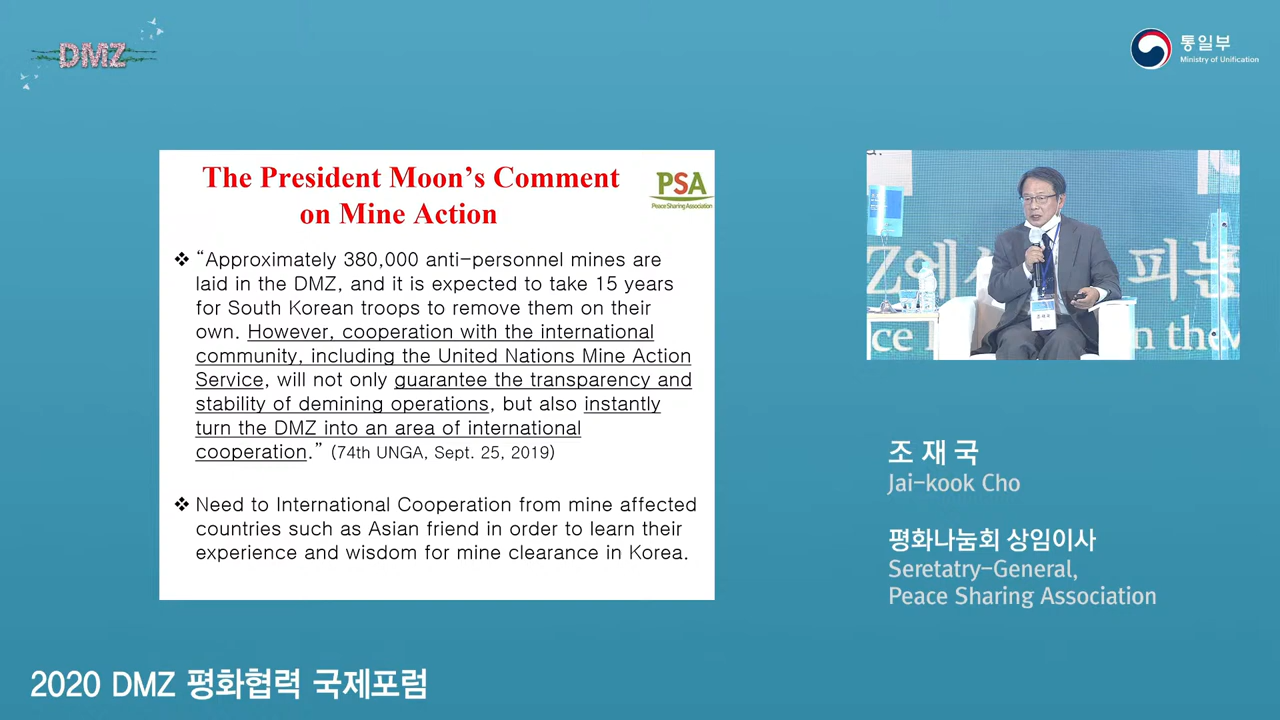 DMZ
통일부
Ministry of Unification
The President Moon's Comment
on Mine Action
PSA
Peace Sharing Association
❖ “Approximately 380,000 anti-personnel mines are
laid in the DMZ, and it is expected to take 15 years
for South Korean troops to remove them on their
own. However, cooperation with the international
community, including the United Nations Mine Action
Service, will not only guarantee the transparency and
stability of demining operations, but also instantly
turn the DMZ into an area of international
cooperation.” (74th UNGA, Sept. 25, 2019)
❖ Need to International Cooperation from mine affected
countries such as Asian friend in order to learn their
experience and wisdom for mine clearance in Korea.
Z에서 피는
ce
n the
조 재 국
Jai-kook Cho
평화나눔회 상임이사
Seretatry-General,
Peace Sharing Association
2020 DMZ 평화협력 국제포럼